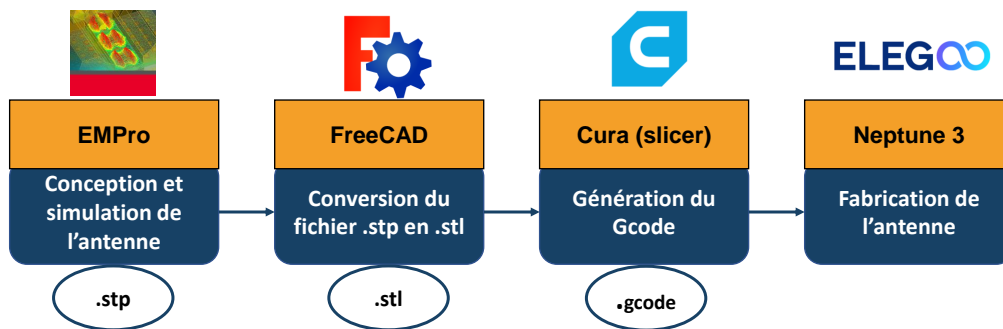 ELEGOO
EMPro
FreeCAD
Cura (slicer)
Neptune 3
Conception et
simulation de
l’antenne
Conversion du
fichier .stp en .stl
Génération du
Gcode
Fabrication de
l’antenne
.stp
.stl
.gcode